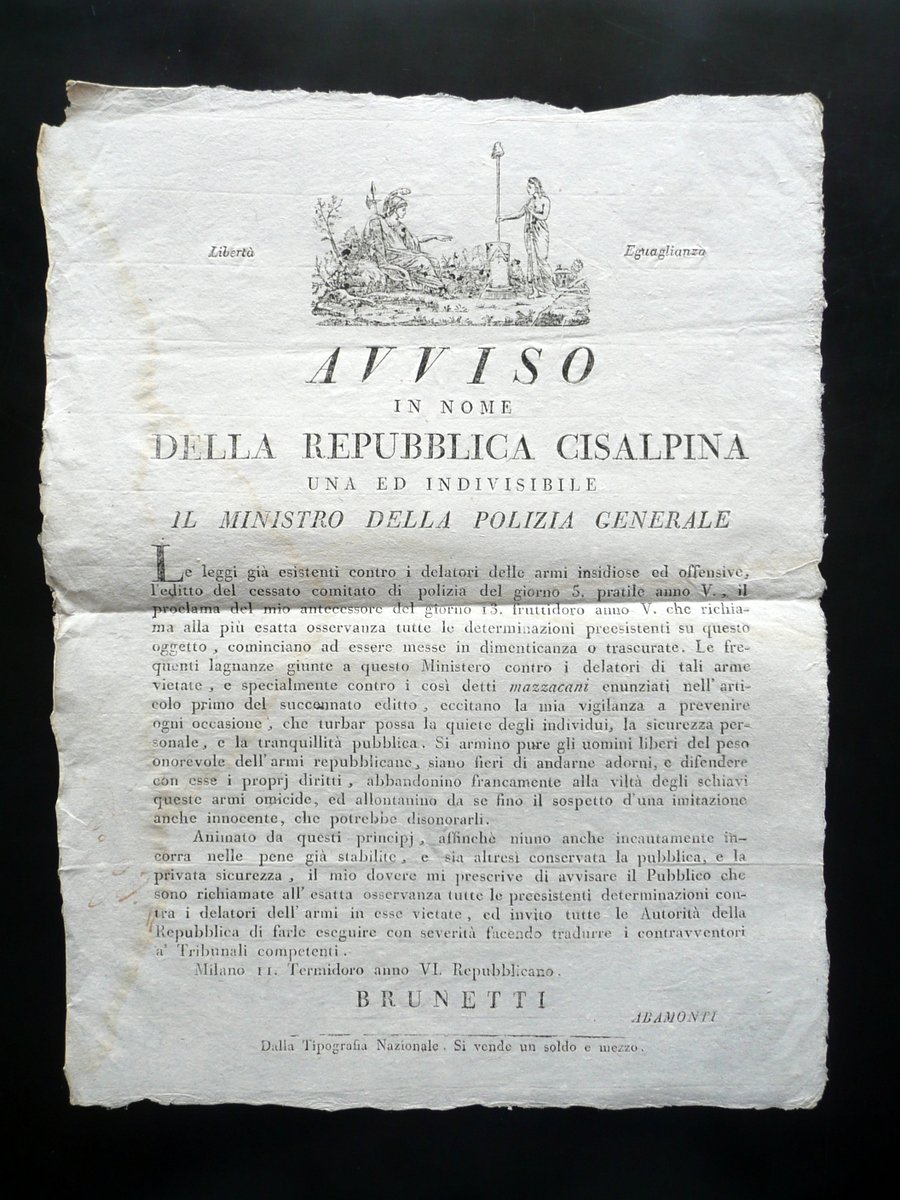 Libertà Eguaglianza
AVVISO
IN NOME
DELLA REPUBBLICA CISALPINA
UNA ED INDIVISIBILE
IL MINISTRO DELLA POLIZIA GENERALE
Le leggi già esistenti contro i delatori delle armi insidiose ed offensive,
l'editto del cessato comitato di polizia del giorno 5. pratile anno V., il
proclama del mio antecessore del giorno 13. fruttidoro anno V. che richia-
ma alla più esatta osservanza tutte le determinazioni preesistenti su questo
oggetto, cominciano ad essere messe in dimenticanza o trascurate. Le fre-
quenti lagnanze giunte a questo Ministero contro i delatori di tali arme
vietate, e specialmente contro i così detti mazzacani enunziati nell'arti-
colo primo del succennato editto, eccitano la mia vigilanza a prevenire
ogni occasione, che turbar possa la quiete degli individui, la sicurezza per-
sonale, e la tranquillità pubblica. Si armino pure gli uomini liberi del peso
onorevole dell'armi repubblicane, siano fieri di andarne adorni, e difendere
con esse i proprj diritti, abbandonino francamente alla viltà degli schiavi
queste armi omicide, ed allontanino da se fino il sospetto d'una imitazione
anche innocente, che potrebbe disonorarli.
Animato da questi principj, affinchè niuno anche incautamente in-
corra nelle pene già stabilite, e sia altresì conservata la pubblica, e la
privata sicurezza, il mio dovere mi prescrive di avvisare il Pubblico che
sono richiamate all'esatta osservanza tutte le preesistenti determinazioni con-
tra i delatori dell'armi in esse vietate, ed invito tutte le Autorità della
Repubblica di farle eseguire con severità facendo tradurre i contravventori
a' Tribunali competenti.
Milano 11. Termidoro anno VI. Repubblicano.
BRUNETTI
ABAMONTI
Dalla Tipografia Nazionale. Si vende un soldo e mezzo.